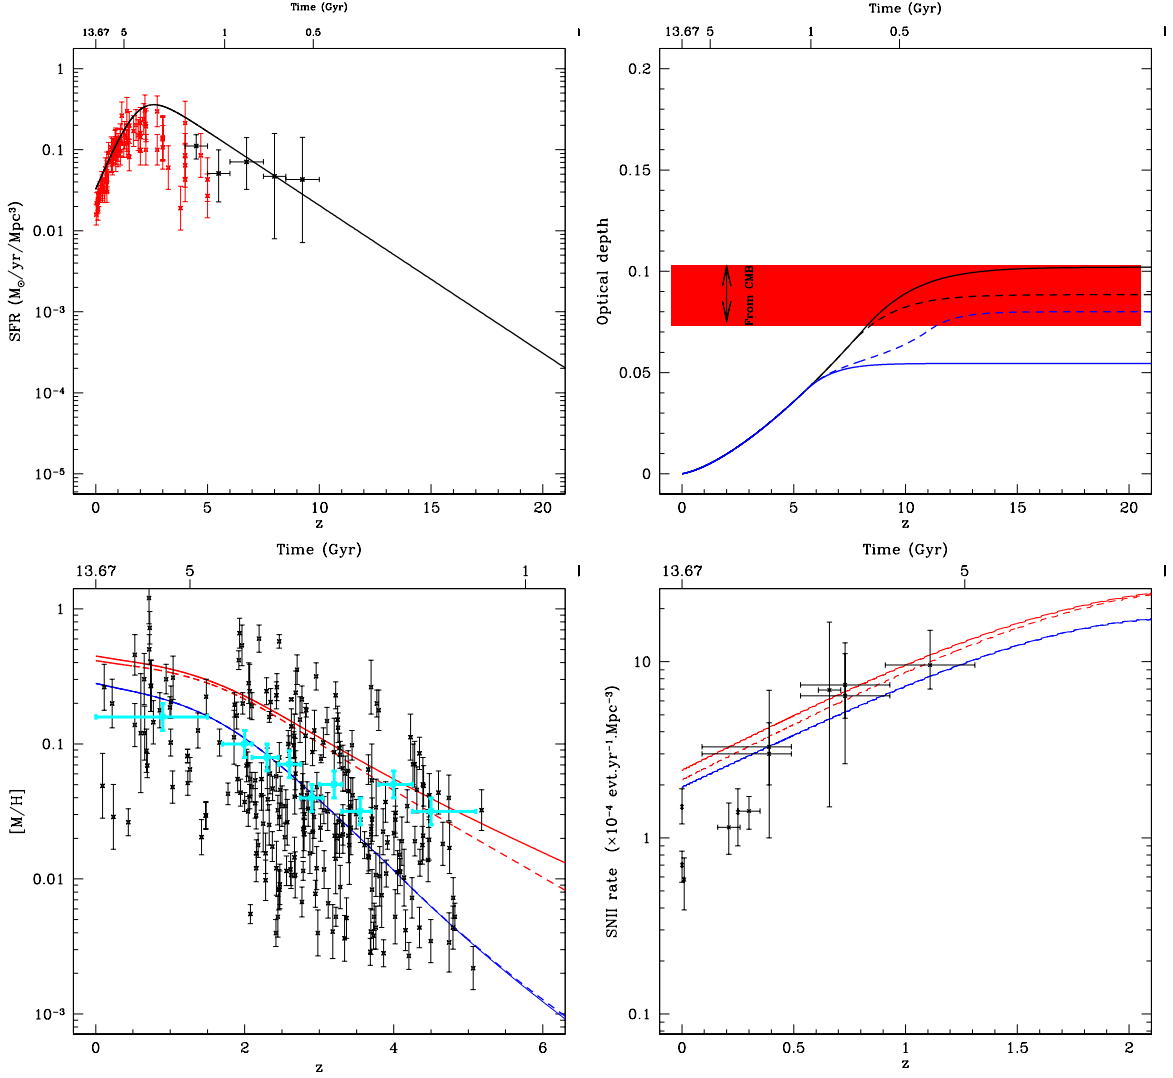 Time (Gyr)
13.67 5 1 0.5
1
0.1
0.01
10⁻³
10⁻⁴
10⁻⁵
SFR (M⊙/yr/Mpc³)
0 5 10 15 20
z
Time (Gyr)
13.67 5 1 0.5
0.2
0.15
0.1
0.05
0
Optical depth
From CMB
0 5 10 15 20
z
Time (Gyr)
13.67 5 1
1
0.1
0.01
10⁻³
[M/H]
0 2 4 6
z
Time (Gyr)
13.67 5
10
1
0.1
SNII rate (×10⁻⁴ evt.yr⁻¹.Mpc⁻³)
0 0.5 1 1.5 2
z